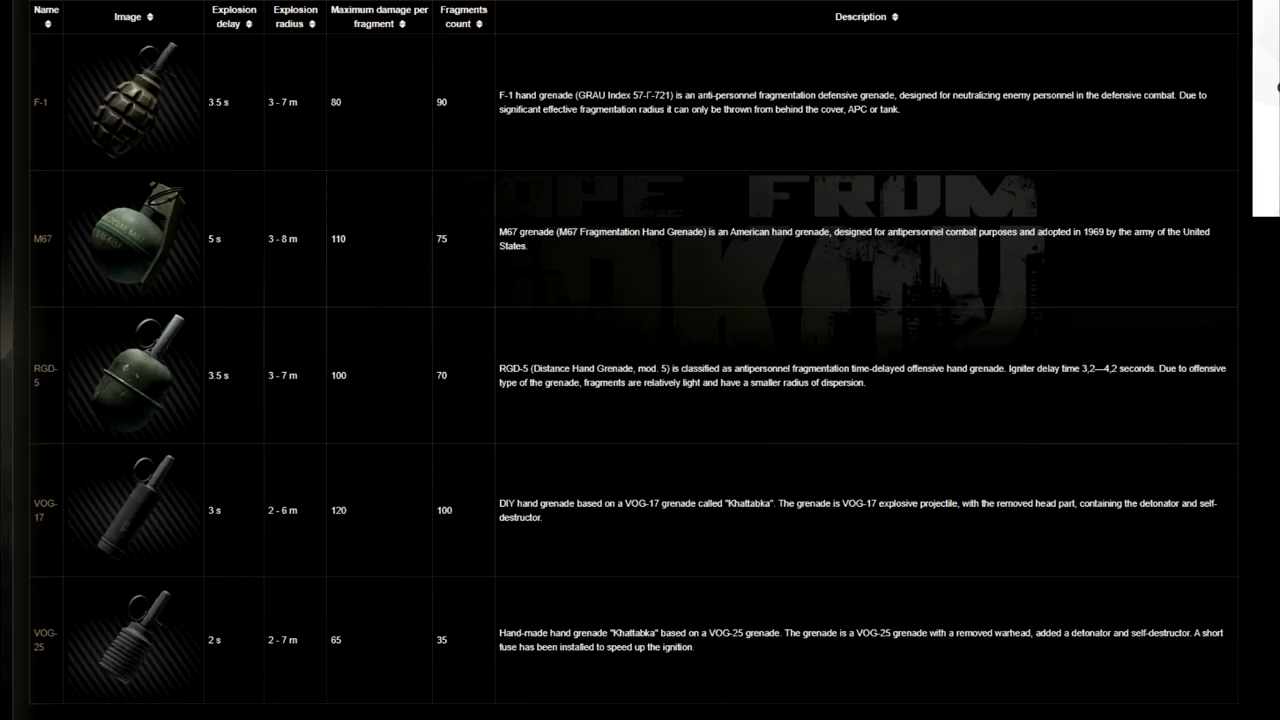 Name
Image
Explosion
delay
Explosion
radius
Maximum damage per
fragment
Fragments
count
Description
F-1
3.5 s
3 - 7 m
80
90
F-1 hand grenade (GRAU Index 57-Г-721) is an anti-personnel fragmentation defensive grenade, designed for neutralizing enemy personnel in the defensive combat. Due to
significant effective fragmentation radius it can only be thrown from behind the cover, APC or tank.
APE FROM
M67
5 s
3 - 8 m
110
75
M67 grenade (M67 Fragmentation Hand Grenade) is an American hand grenade, designed for antipersonnel combat purposes and adopted in 1969 by the army of the United
States.
RKOV
RGD-
5
3.5 s
3 - 7 m
100
70
RGD-5 (Distance Hand Grenade, mod. 5) is classified as antipersonnel fragmentation time-delayed offensive hand grenade. Igniter delay time 3,2—4,2 seconds. Due to offensive
type of the grenade, fragments are relatively light and have a smaller radius of dispersion.
VOG-
17
3 s
2 - 6 m
120
100
DIY hand grenade based on a VOG-17 grenade called "Khattabka". The grenade is VOG-17 explosive projectile, with the removed head part, containing the detonator and self-
destructor.
VOG-
25
2 s
2 - 7 m
65
35
Hand-made hand grenade "Khattabka" based on a VOG-25 grenade. The grenade is a VOG-25 grenade with a removed warhead, added a detonator and self-destructor. A short
fuse has been installed to speed up the ignition.